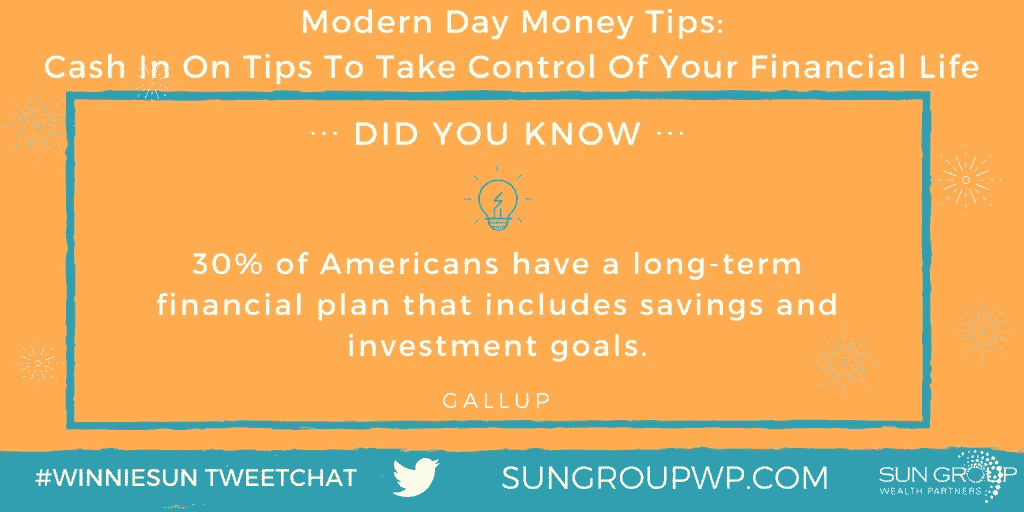 Modern Day Money Tips:
Cash In On Tips To Take Control Of Your Financial Life
··· DID YOU KNOW ···
30% of Americans have a long-term
financial plan that includes savings and
investment goals.
GALLUP
#WINNIESUN TWEETCHAT
SUNGROUPWP.COM
SUN GROUP
WEALTH PARTNERS